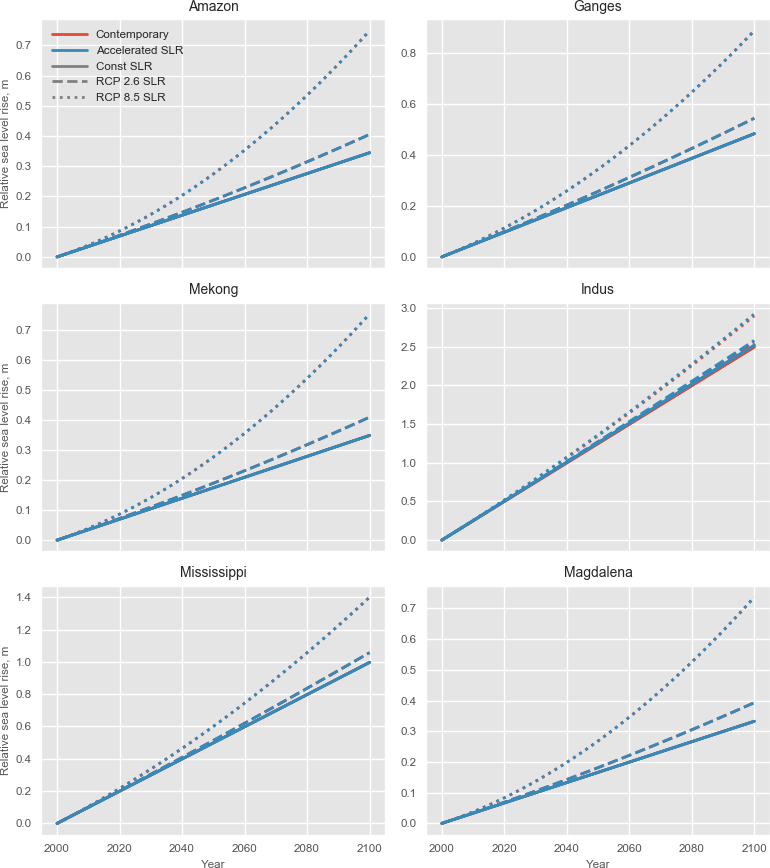 Amazon
Relative sea level rise, m
0.7
0.6
0.5
0.4
0.3
0.2
0.1
0.0
Contemporary
Accelerated SLR
Const SLR
RCP 2.6 SLR
RCP 8.5 SLR
Ganges
0.8
0.6
0.4
0.2
0.0
Mekong
Relative sea level rise, m
0.7
0.6
0.5
0.4
0.3
0.2
0.1
0.0
Indus
3.0
2.5
2.0
1.5
1.0
0.5
0.0
Mississippi
Relative sea level rise, m
1.4
1.2
1.0
0.8
0.6
0.4
0.2
0.0
2000 2020 2040 2060 2080 2100
Year
Magdalena
0.7
0.6
0.5
0.4
0.3
0.2
0.1
0.0
2000 2020 2040 2060 2080 2100
Year